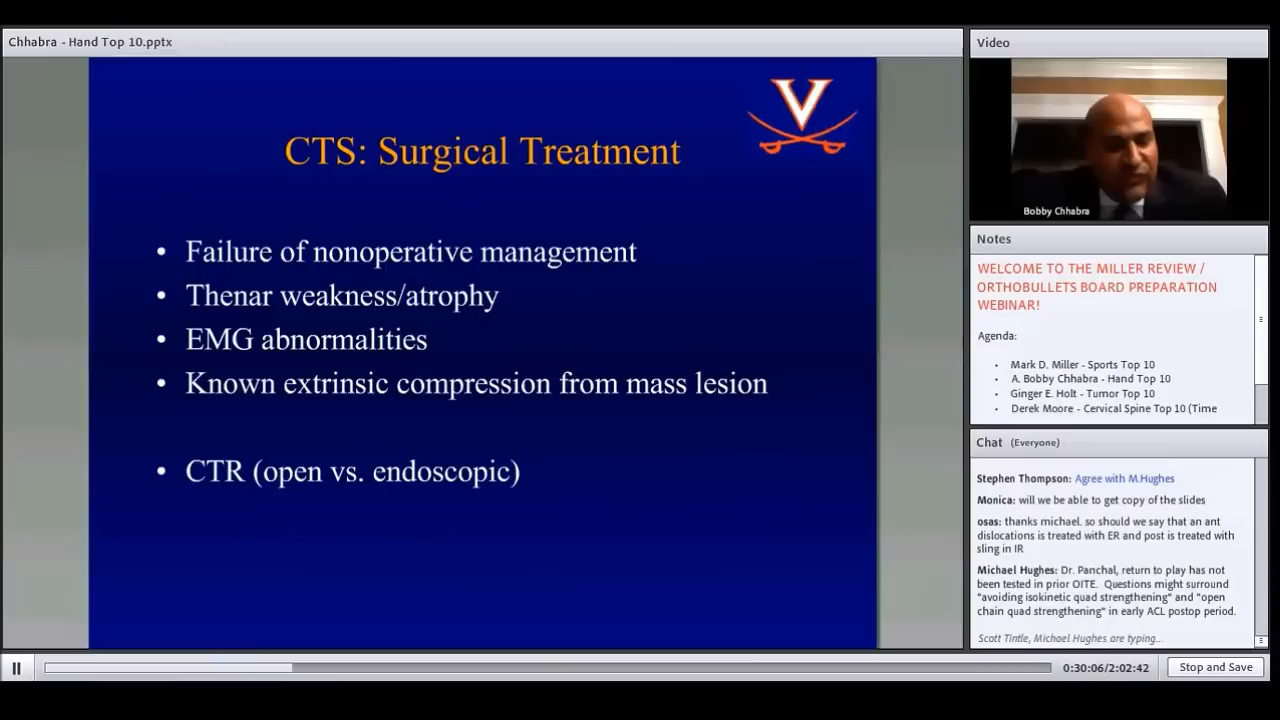 Chhabra - Hand Top 10.pptx
V
CTS: Surgical Treatment
• Failure of nonoperative management
• Thenar weakness/atrophy
• EMG abnormalities
• Known extrinsic compression from mass lesion
• CTR (open vs. endoscopic)
Video
Bobby Chhabra
Notes
WELCOME TO THE MILLER REVIEW /
ORTHOBULLETS BOARD PREPARATION
WEBINAR!
Agenda:
• Mark D. Miller - Sports Top 10
• A. Bobby Chhabra - Hand Top 10
• Ginger E. Holt - Tumor Top 10
• Derek Moore - Cervical Spine Top 10 (Time
Chat (Everyone)
Stephen Thompson: Agree with M.Hughes
Monica: will we be able to get copy of the slides
osas: thanks michael. so should we say that an ant
dislocations is treated with ER and post is treated with
sling in IR
Michael Hughes: Dr. Panchal, return to play has not
been tested in prior OITE. Questions might surround
"avoiding isokinetic quad strengthening" and "open
chain quad strengthening" in early ACL postop period.
Scott Tintle, Michael Hughes are typing...
0:30:06/2:02:42
Stop and Save